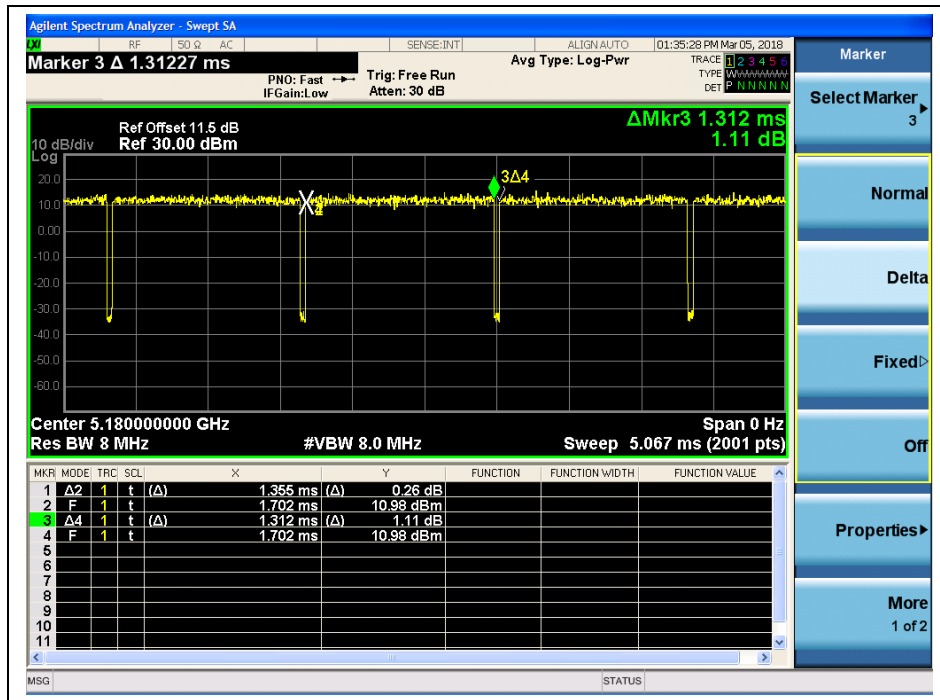 Agilent Spectrum Analyzer - Swept SA
LXI RF 50 Ω AC SENSE:INT ALIGN AUTO 01:35:28 PM Mar 05, 2018
Marker 3 Δ 1.31227 ms
PNO: Fast
IFGain:Low
Trig: Free Run
Atten: 30 dB
Avg Type: Log-Pwr
TRACE 1 2 3 4 5 6
TYPE WWWWWWW
DET P N N N N N
Ref Offset 11.5 dB
Ref 30.00 dBm
10 dB/div
Log
ΔMkr3 1.312 ms
1.11 dB
20.0
10.0
0.00
-10.0
-20.0
-30.0
-40.0
-50.0
-60.0
3Δ4
Center 5.180000000 GHz
Res BW 8 MHz
#VBW 8.0 MHz
Span 0 Hz
Sweep 5.067 ms (2001 pts)
MKR MODE TRC SCL X Y FUNCTION FUNCTION WIDTH FUNCTION VALUE
1 Δ2 1 t (Δ) 1.355 ms (Δ) 0.26 dB
2 F 1 t 1.702 ms 10.98 dBm
3 Δ4 1 t (Δ) 1.312 ms (Δ) 1.11 dB
4 F 1 t 1.702 ms 10.98 dBm
5
6
7
8
9
10
11
MSG STATUS
Marker
Select Marker
3
Normal
Delta
Fixed
Off
Properties
More
1 of 2